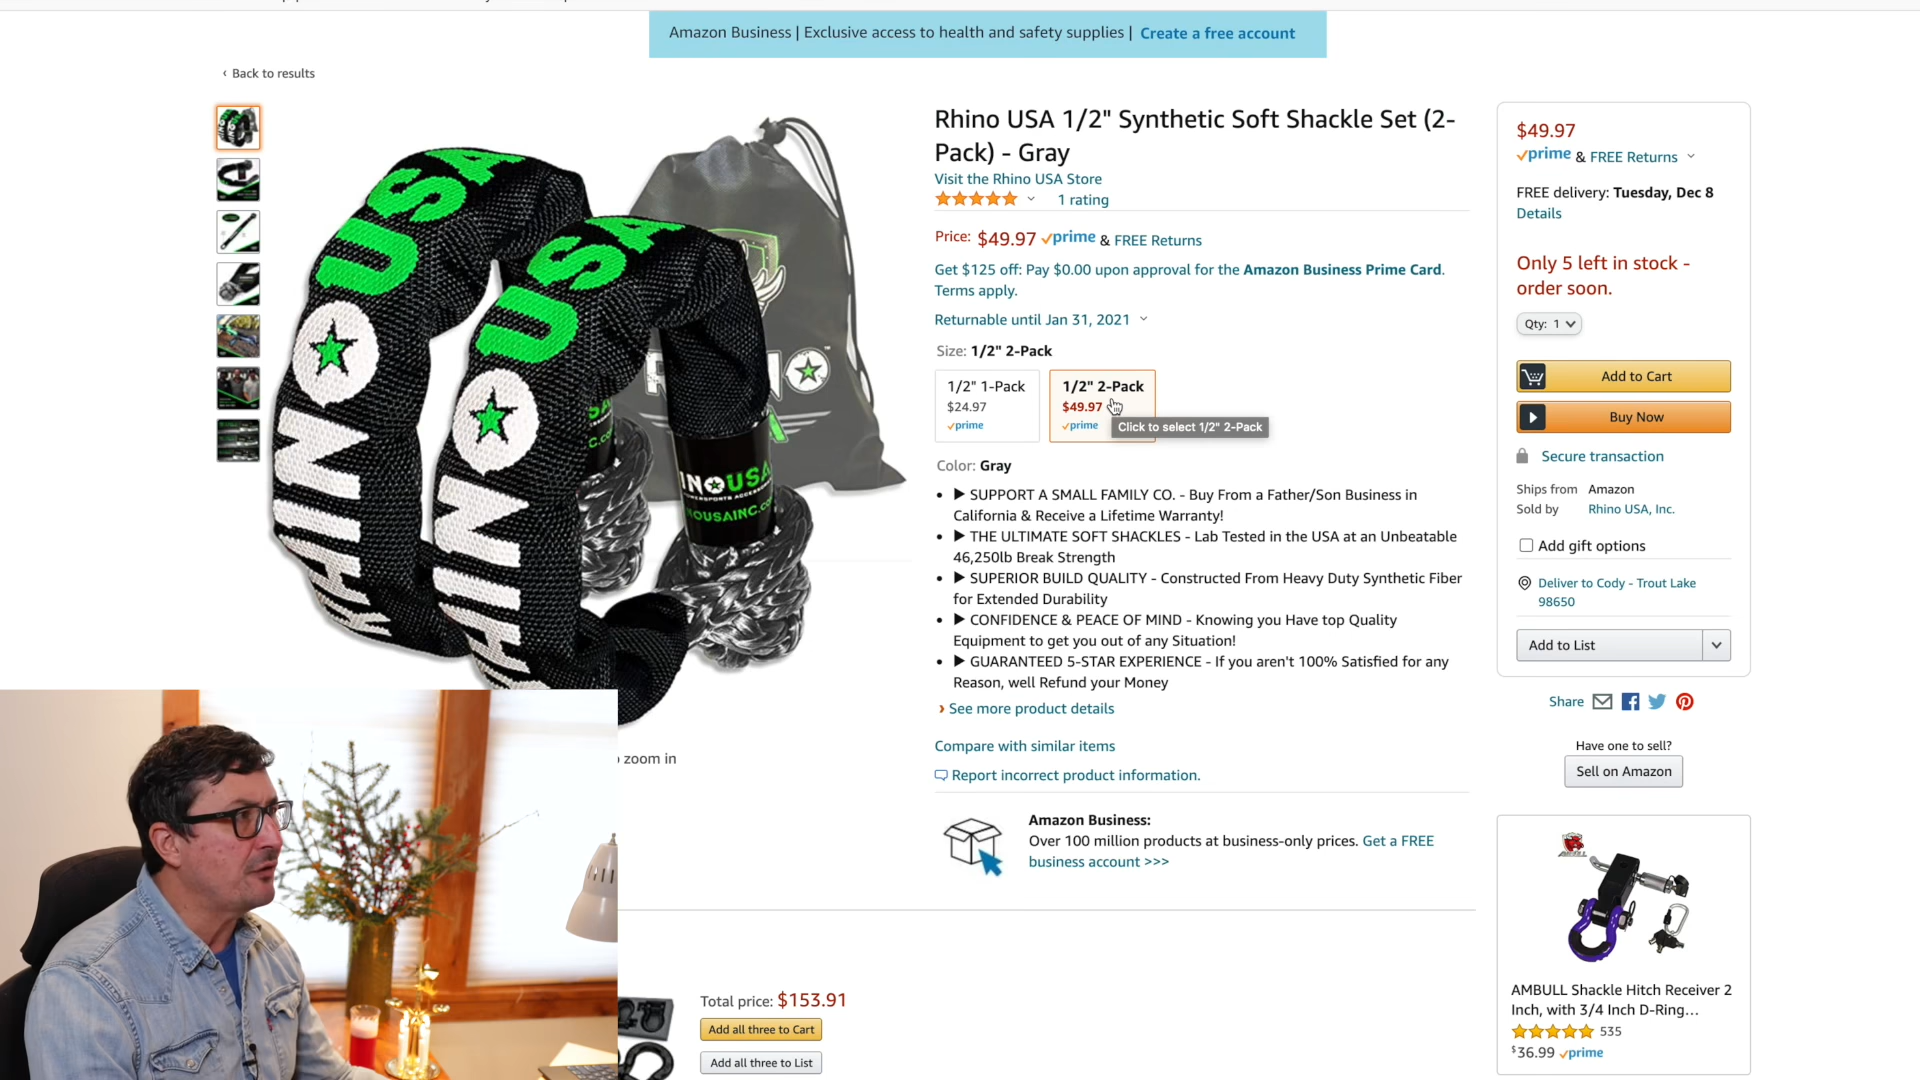 Amazon Business | Exclusive access to health and safety supplies | Create a free account
‹ Back to results
Rhino USA 1/2" Synthetic Soft Shackle Set (2-
Pack) - Gray
Visit the Rhino USA Store
1 rating
Price: $49.97 prime & FREE Returns
Get $125 off: Pay $0.00 upon approval for the Amazon Business Prime Card.
Terms apply.
Returnable until Jan 31, 2021
Size: 1/2" 2-Pack
1/2" 1-Pack
$24.97
prime
1/2" 2-Pack
$49.97
prime
Click to select 1/2" 2-Pack
Color: Gray
• ▶ SUPPORT A SMALL FAMILY CO. - Buy From a Father/Son Business in
California & Receive a Lifetime Warranty!
• ▶ THE ULTIMATE SOFT SHACKLES - Lab Tested in the USA at an Unbeatable
46,250lb Break Strength
• ▶ SUPERIOR BUILD QUALITY - Constructed From Heavy Duty Synthetic Fiber
for Extended Durability
• ▶ CONFIDENCE & PEACE OF MIND - Knowing you Have top Quality
Equipment to get you out of any Situation!
• ▶ GUARANTEED 5-STAR EXPERIENCE - If you aren't 100% Satisfied for any
Reason, well Refund your Money
› See more product details
Compare with similar items
Report incorrect product information.
Amazon Business:
Over 100 million products at business-only prices. Get a FREE
business account >>>
$49.97
prime & FREE Returns
FREE delivery: Tuesday, Dec 8
Details
Only 5 left in stock -
order soon.
Qty: 1
Add to Cart
Buy Now
Secure transaction
Ships from Amazon
Sold by Rhino USA, Inc.
Add gift options
Deliver to Cody - Trout Lake
98650
Add to List
Share
Have one to sell?
Sell on Amazon
AMBULL Shackle Hitch Receiver 2
Inch, with 3/4 Inch D-Ring...
535
$36.99 prime
RHINO USA
RHINO USA
zoom in
Total price: $153.91
Add all three to Cart
Add all three to List